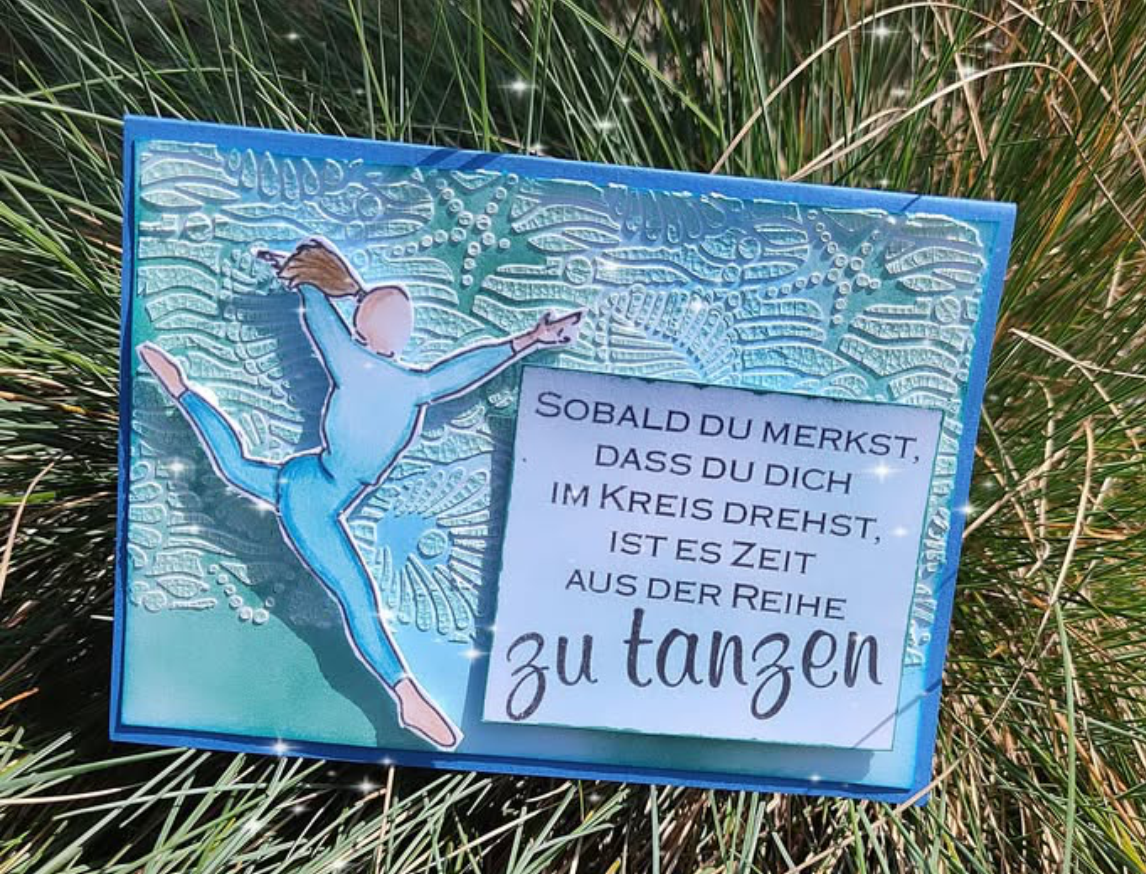 Sobald du merkst,
dass du dich
im Kreis drehst,
ist es Zeit
aus der Reihe
zu tanzen